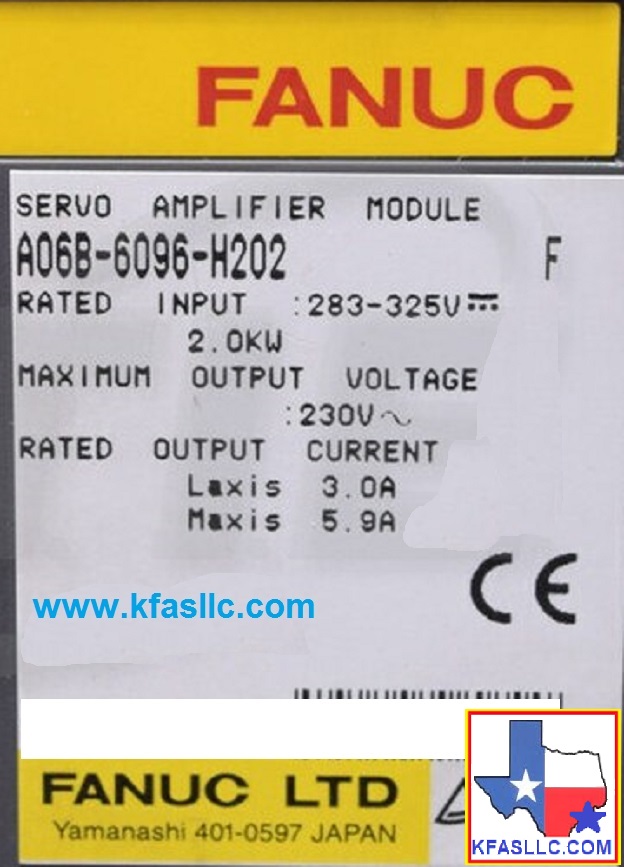 FANUC
SERVO AMPLIFIER MODULE
A06B-6096-H202 F
RATED INPUT :283-325V⎓
2.0KW
MAXIMUM OUTPUT VOLTAGE
:230V～
RATED OUTPUT CURRENT
Laxis 3.0A
Maxis 5.9A
CE
www.kfasllc.com
FANUC LTD
Yamanashi 401-0597 JAPAN
KFASLLC.COM